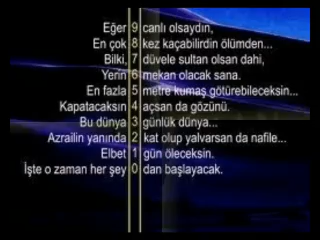 Eğer 9 canlı olsaydın,
En çok 8 kez kaçabilirdin ölümden...
Bilki, 7 düvele sultan olsan dahi,
Yerin 6 mekan olacak sana.
En fazla 5 metre kumaş götürebileceksin...
Kapatacaksın 4 açsan da gözünü.
Bu dünya 3 günlük dünya...
Azrailin yanında 2 kat olup yalvarsan da nafile...
Elbet 1 gün öleceksin.
İşte o zaman her şey 0 dan başlayacak.